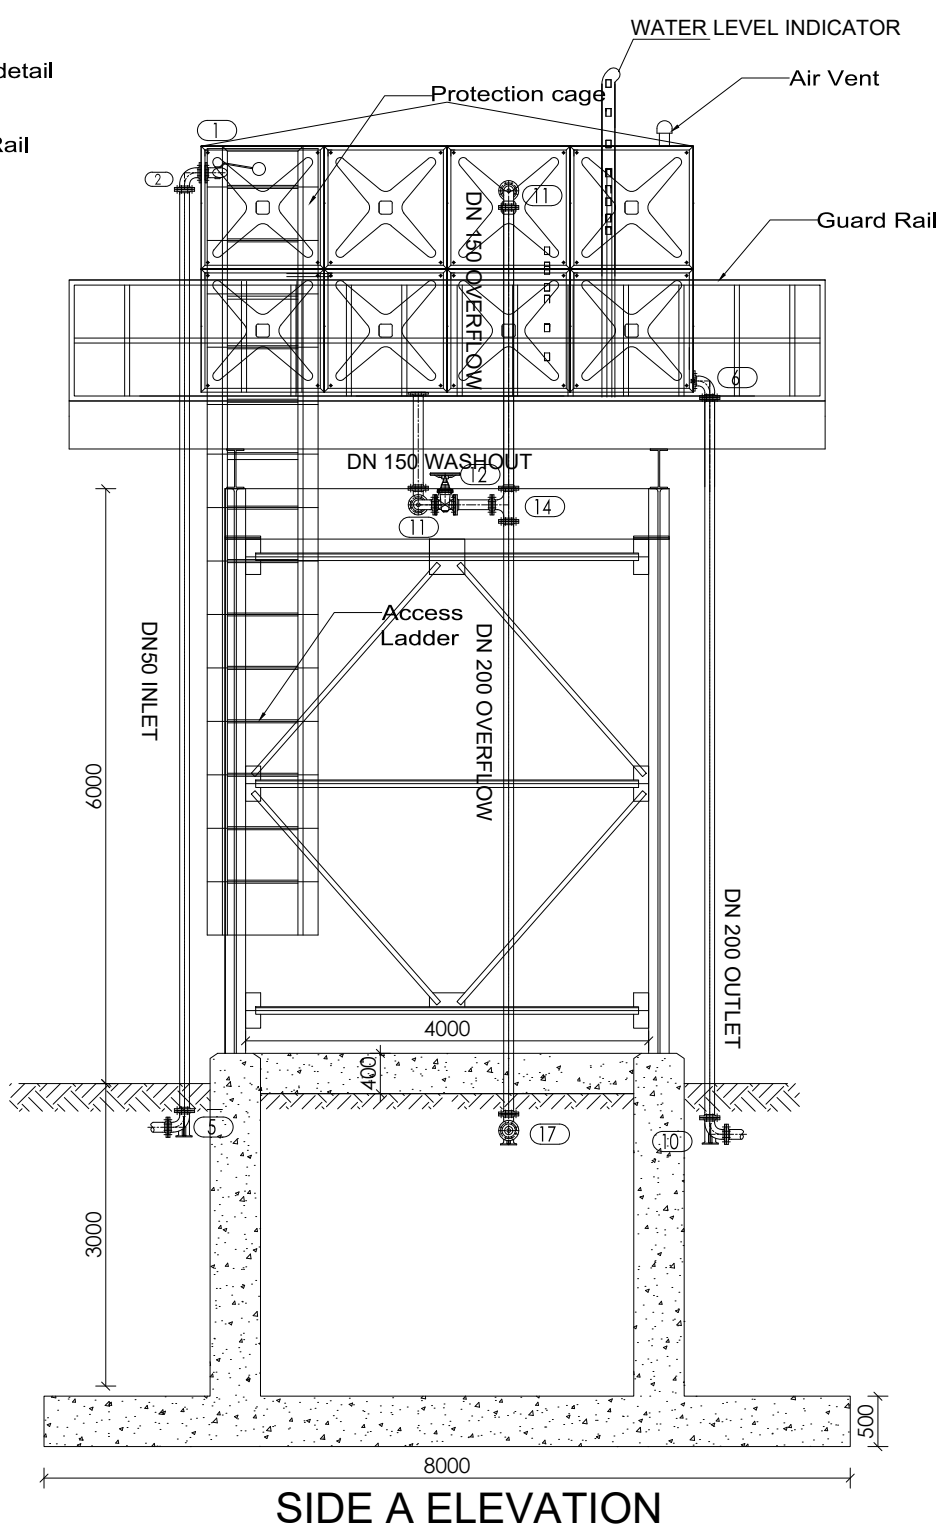 WATER LEVEL INDICATOR
detail
Air Vent
Protection cage
1
Rail
2
11
Guard Rail
DN 150 OVERFLOW
6
DN 150 WASHOUT
12
14
11
Access
Ladder
DN50 INLET
DN 200 OVERFLOW
6000
DN 200 OUTLET
4000
400
5
17
10
3000
500
8000
SIDE A ELEVATION